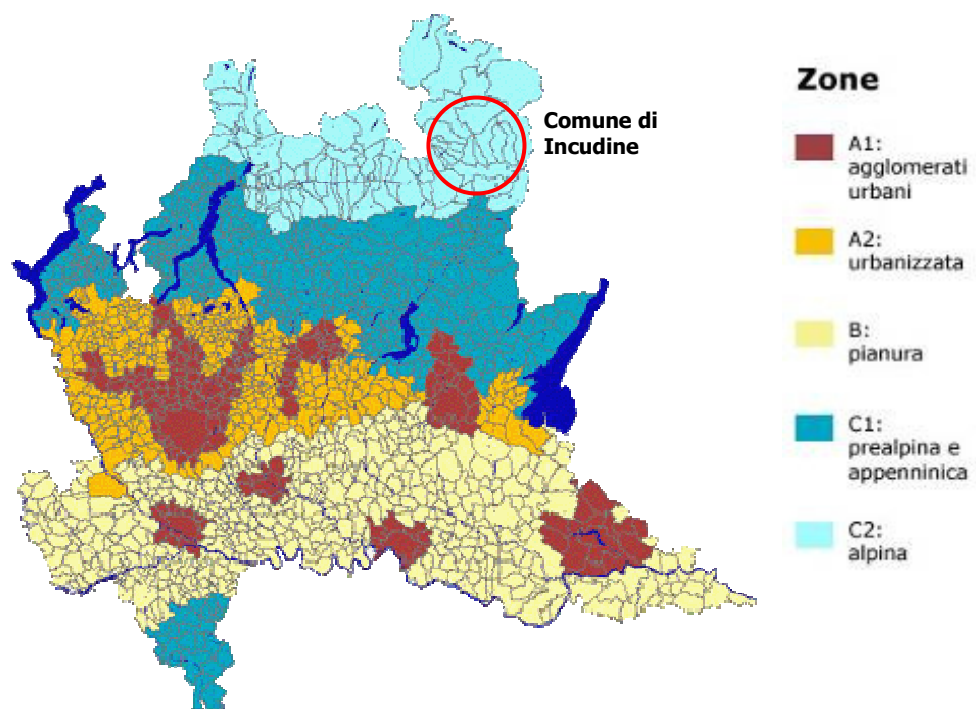 Comune di
Incudine
Zone
A1:
agglomerati
urbani
A2:
urbanizzata
B:
pianura
C1:
prealpina e
appenninica
C2:
alpina